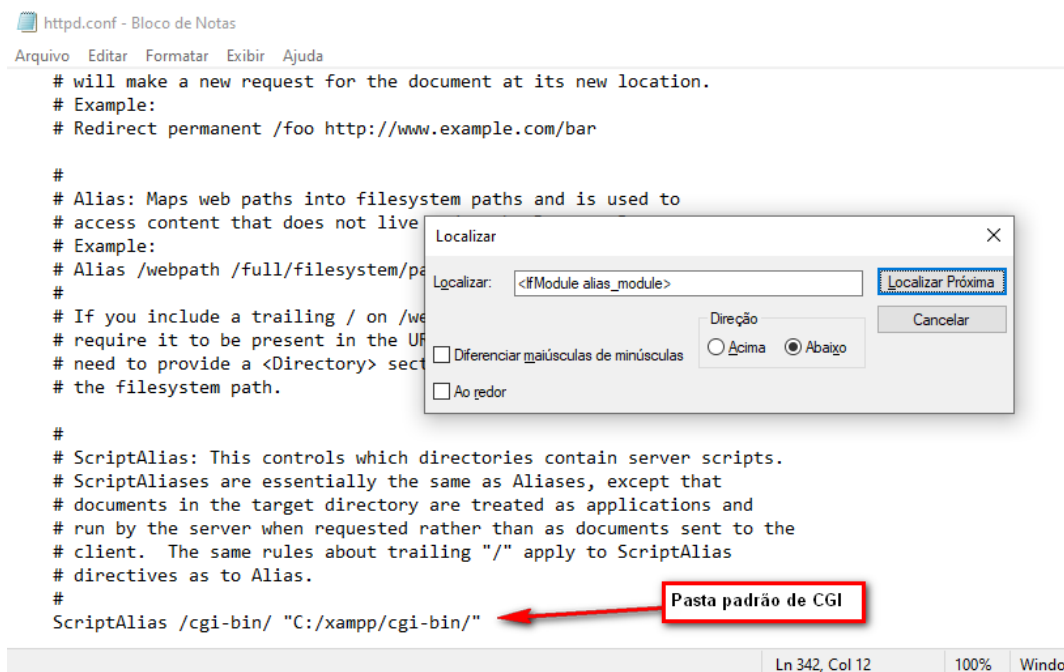 httpd.conf - Bloco de Notas
Arquivo Editar Formatar Exibir Ajuda
# will make a new request for the document at its new location.
# Example:
# Redirect permanent /foo http://www.example.com/bar
#
# Alias: Maps web paths into filesystem paths and is used to
# access content that does not live
# Example:
# Alias /webpath /full/filesystem/pa
#
# If you include a trailing / on /we
# require it to be present in the UR
# need to provide a <Directory> sect
# the filesystem path.
Localizar
Localizar: <IfModule alias_module>
Localizar Próxima
Cancelar
Direção
Acima Abaixo
Diferenciar maiúsculas de minúsculas
Ao redor
#
# ScriptAlias: This controls which directories contain server scripts.
# ScriptAliases are essentially the same as Aliases, except that
# documents in the target directory are treated as applications and
# run by the server when requested rather than as documents sent to the
# client.  The same rules about trailing "/" apply to ScriptAlias
# directives as to Alias.
#
ScriptAlias /cgi-bin/ "C:/xampp/cgi-bin/"
Pasta padrão de CGI
Ln 342, Col 12 100% Windo